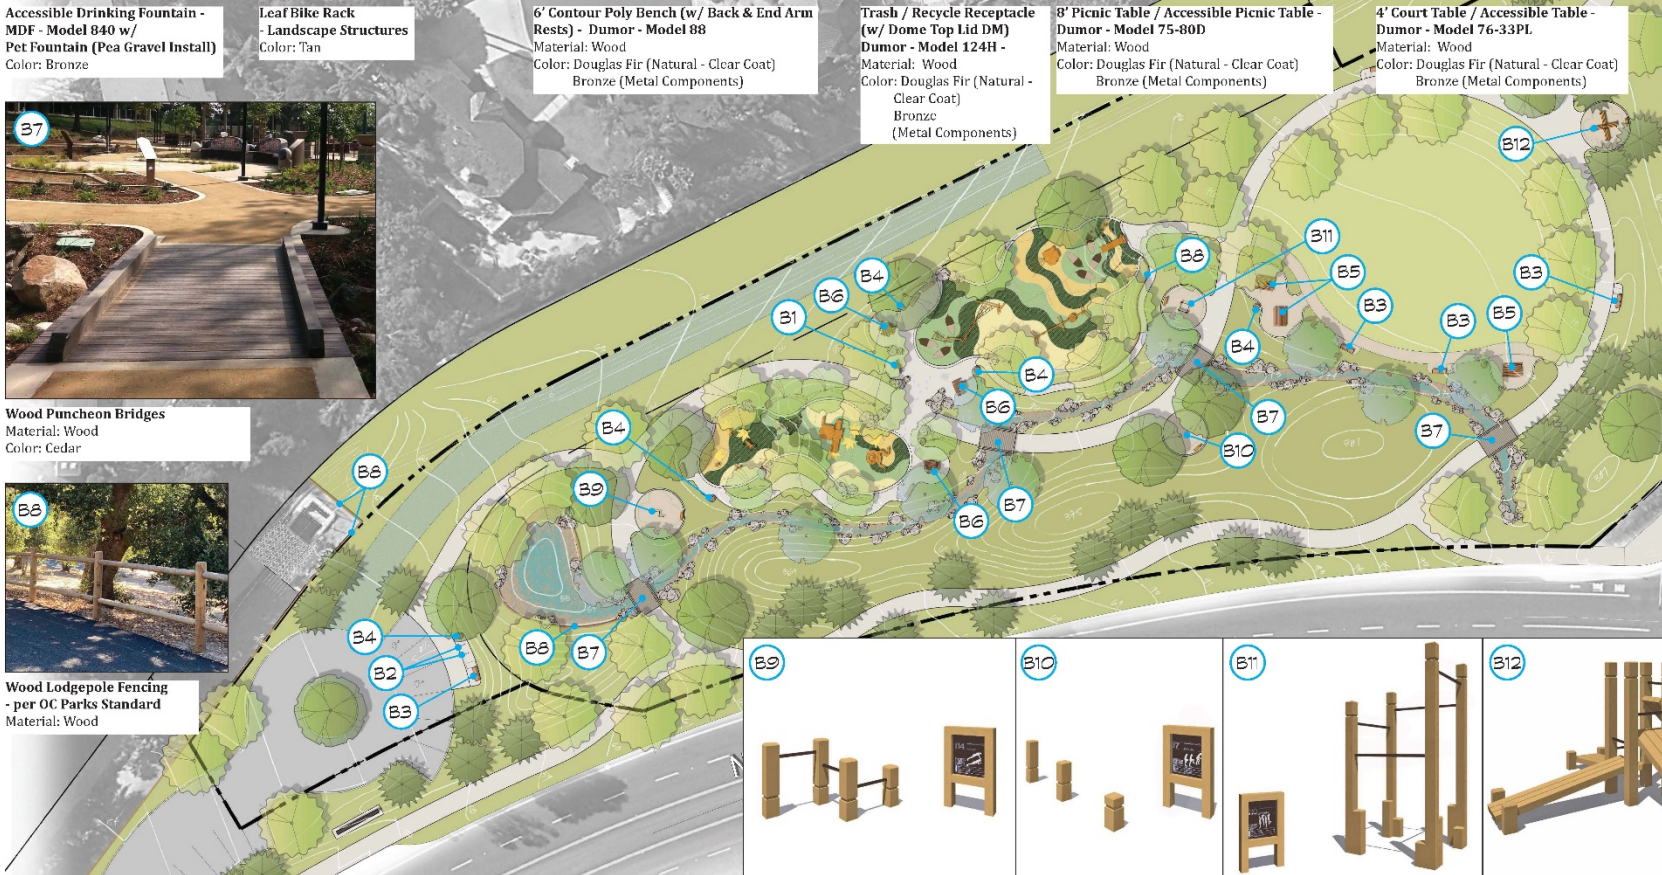 Accessible Drinking Fountain -
MDF - Model 840 w/
Pet Fountain (Pea Gravel Install)
Color: Bronze
Leaf Bike Rack
- Landscape Structures
Color: Tan
6' Contour Poly Bench (w/ Back & End Arm
Rests) - Dumor - Model 88
Material: Wood
Color: Douglas Fir (Natural - Clear Coat)
Bronze (Metal Components)
Trash / Recycle Receptacle
(w/ Dome Top Lid DM)
Dumor - Model 124H -
Material: Wood
Color: Douglas Fir (Natural -
Clear Coat)
Bronze
(Metal Components)
8' Picnic Table / Accessible Picnic Table -
Dumor - Model 75-80D
Material: Wood
Color: Douglas Fir (Natural - Clear Coat)
Bronze (Metal Components)
4' Court Table / Accessible Table -
Dumor - Model 76-33PL
Material: Wood
Color: Douglas Fir (Natural - Clear Coat)
Bronze (Metal Components)
B7
Wood Puncheon Bridges
Material: Wood
Color: Cedar
B8
Wood Lodgepole Fencing
- per OC Parks Standard
Material: Wood
B12
B11
B8
B4
B5
B3
B6
B1
B3
B3
B5
B4
B4
B6
B7
B4
B7
B10
B8
B9
B6
B7
B4
B8
B7
B2
B3
B9
B10
B11
B12